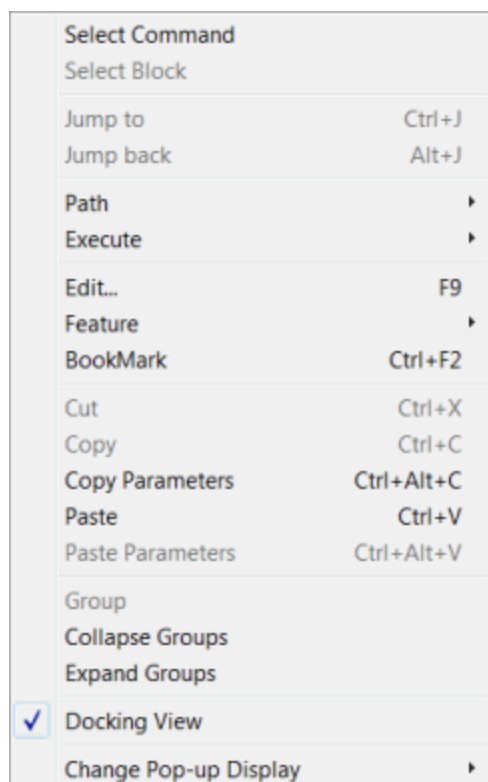 Select Command
Select Block
Jump to Ctrl+J
Jump back Alt+J
Path
Execute
Edit... F9
Feature
BookMark Ctrl+F2
Cut Ctrl+X
Copy Ctrl+C
Copy Parameters Ctrl+Alt+C
Paste Ctrl+V
Paste Parameters Ctrl+Alt+V
Group
Collapse Groups
Expand Groups
Docking View
Change Pop-up Display